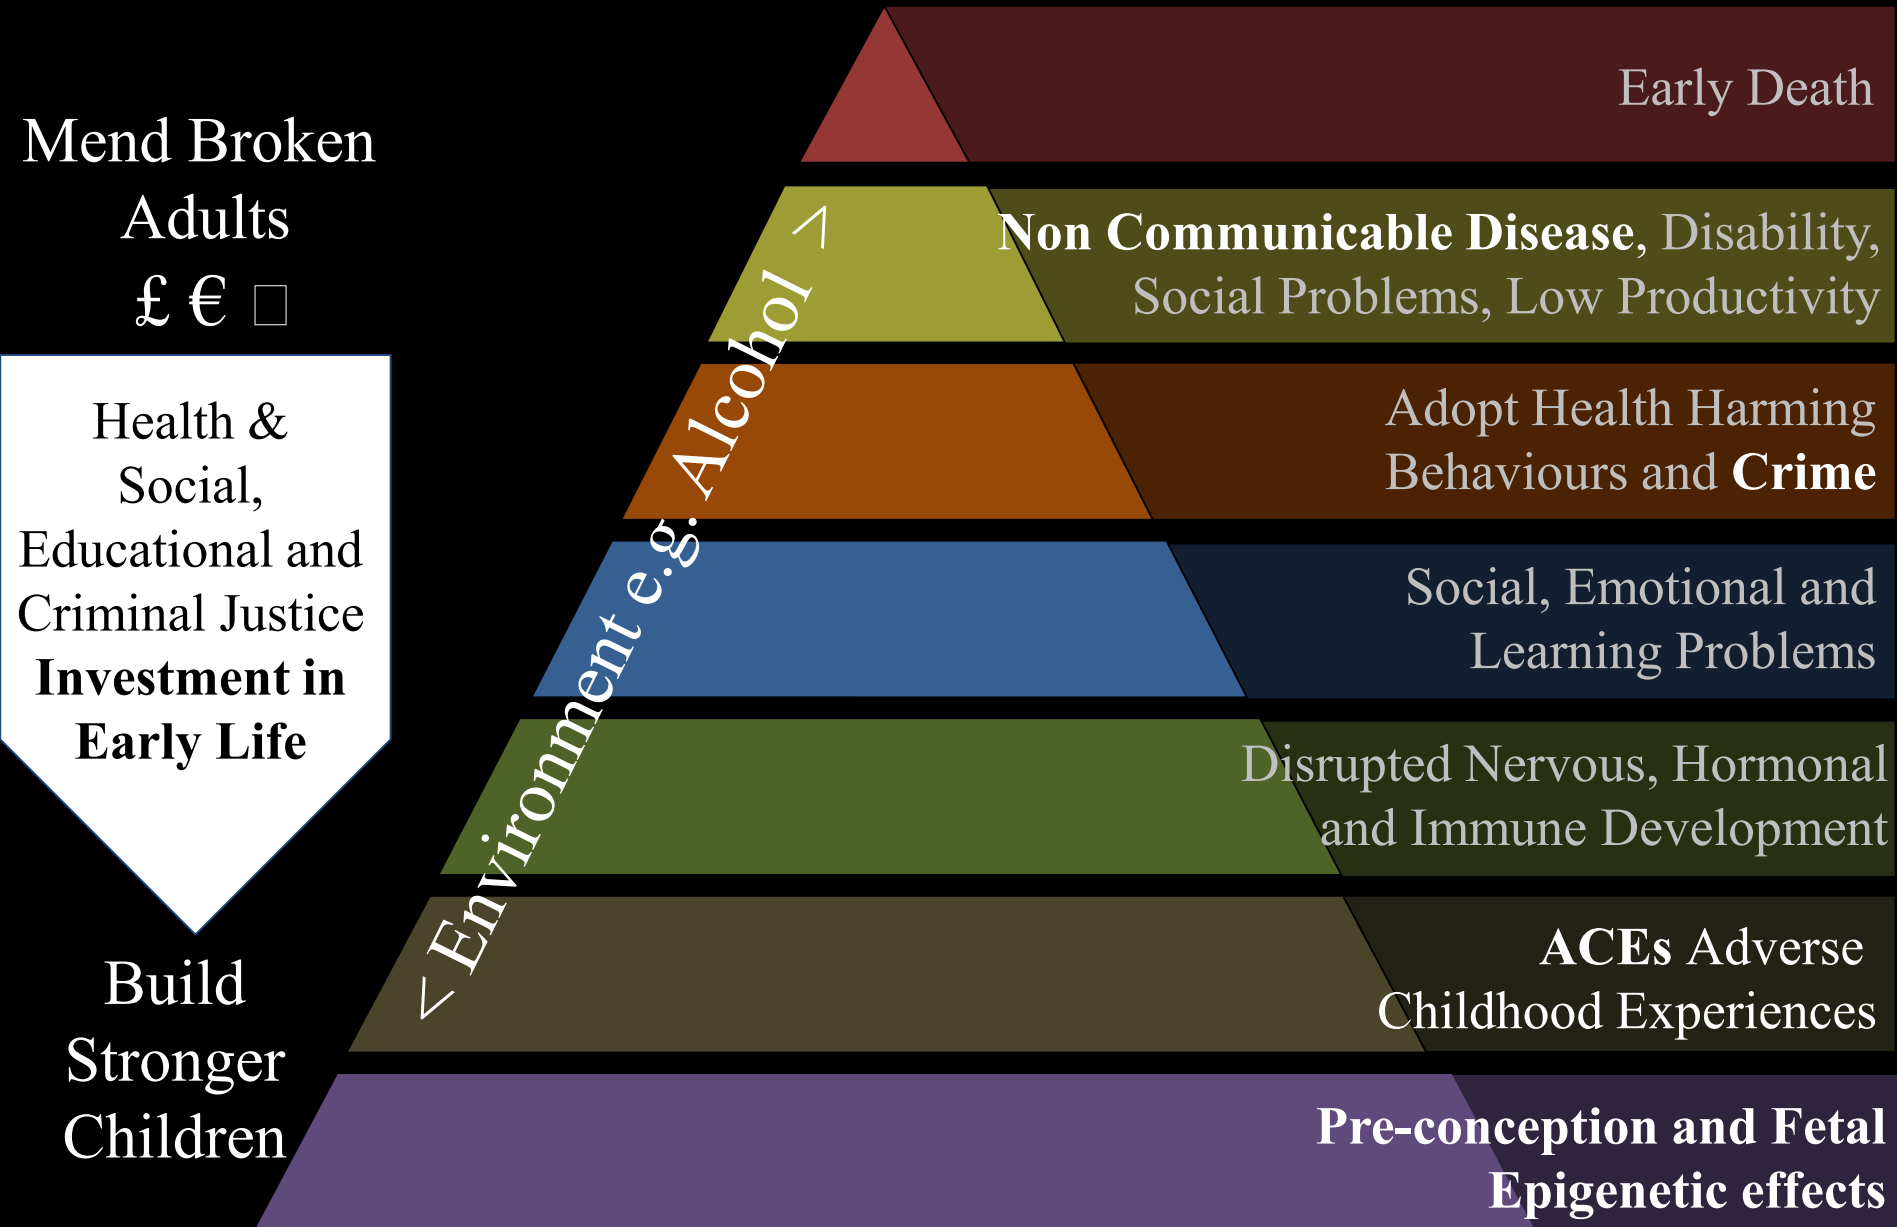 Mend Broken
Adults
£ € □
Health &
Social,
Educational and
Criminal Justice
Investment in
Early Life
Build
Stronger
Children
< Environment e.g. Alcohol >
Early Death
Non Communicable Disease, Disability,
Social Problems, Low Productivity
Adopt Health Harming
Behaviours and Crime
Social, Emotional and
Learning Problems
Disrupted Nervous, Hormonal
and Immune Development
ACEs Adverse
Childhood Experiences
Pre-conception and Fetal
Epigenetic effects